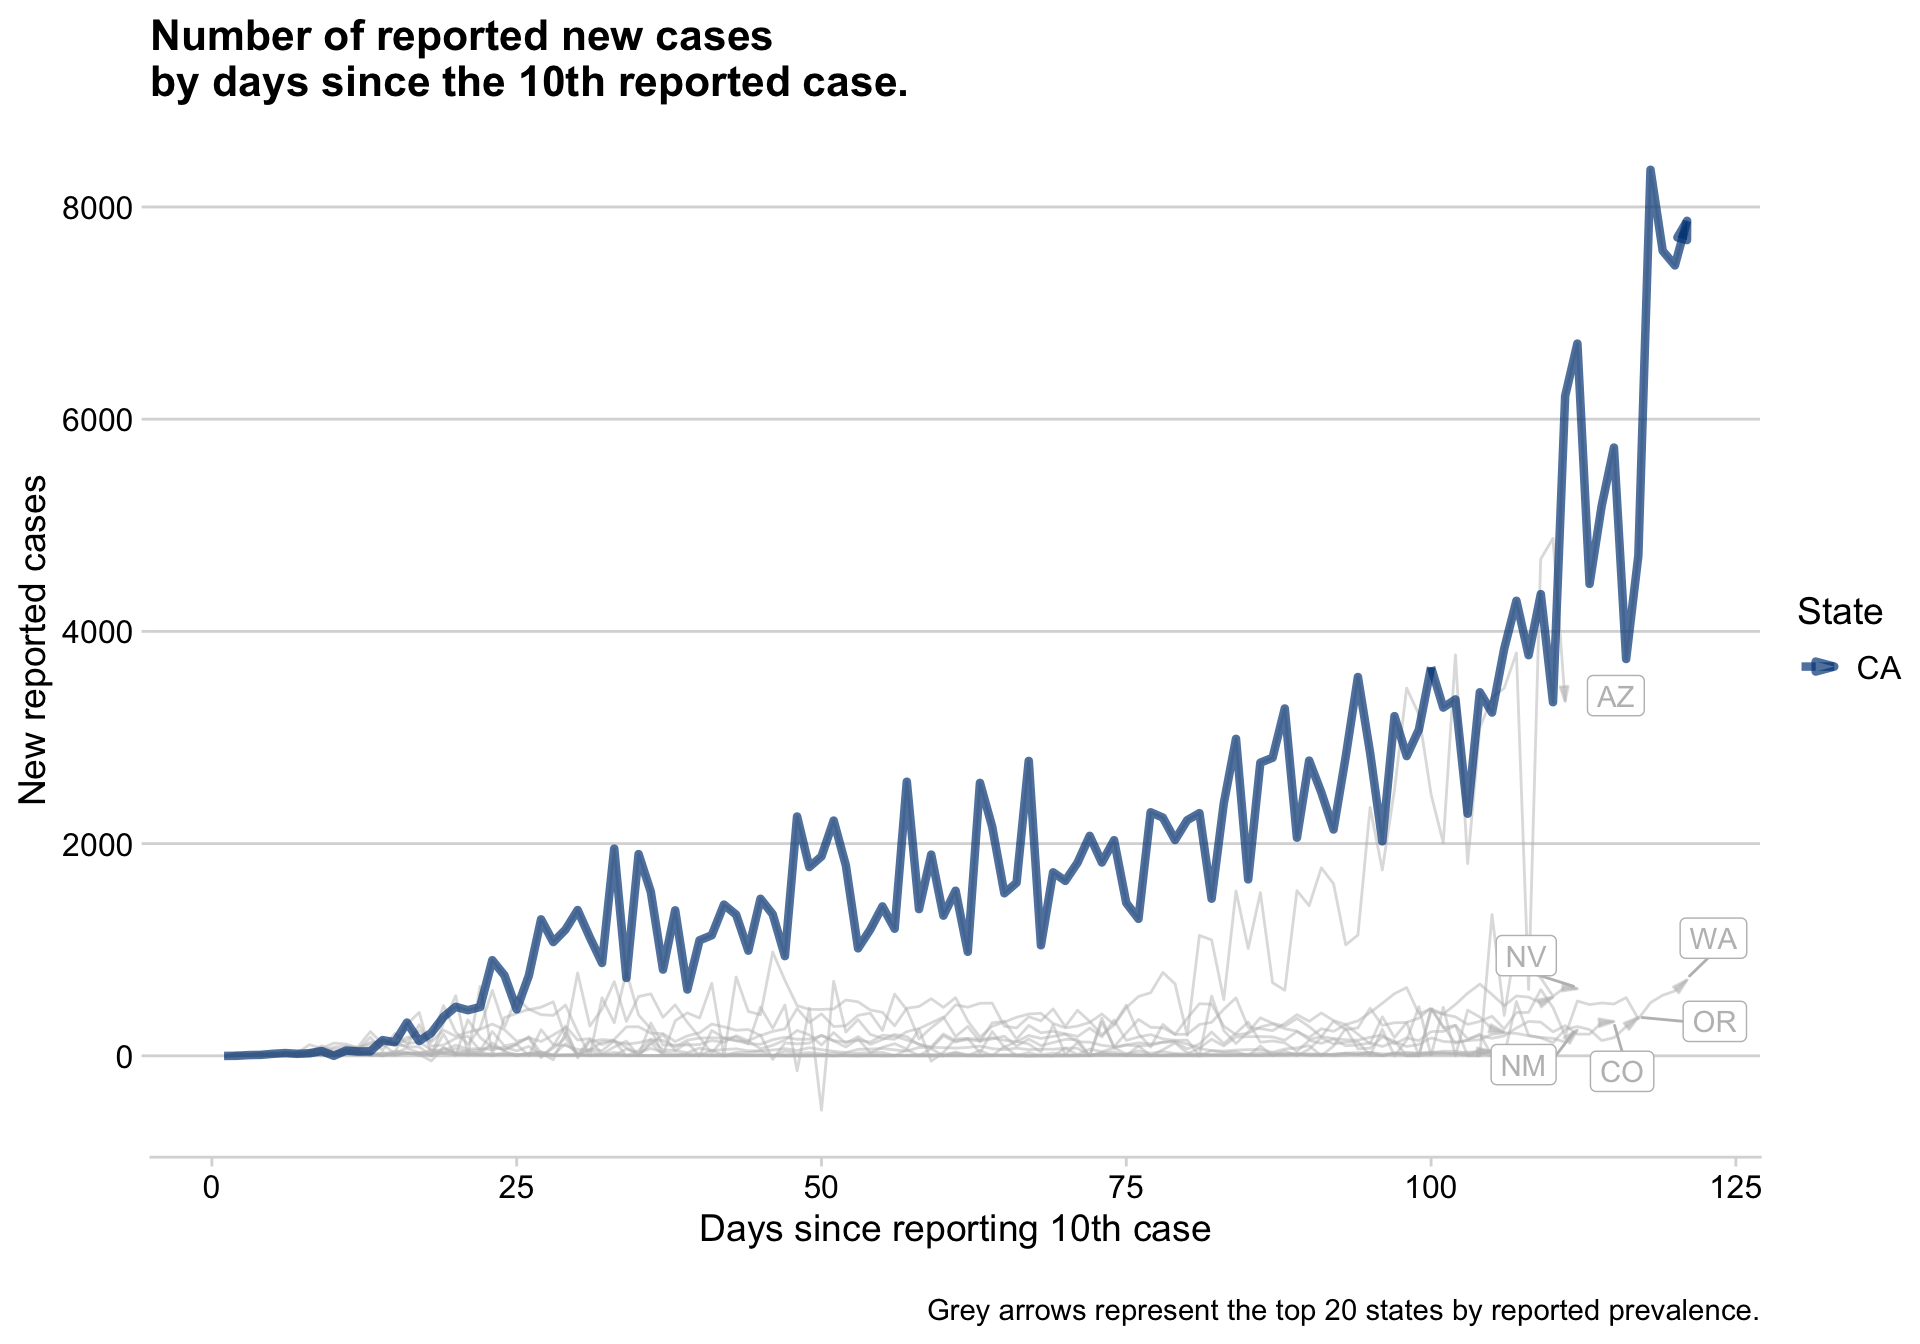 Number of reported new cases
by days since the 10th reported case.
New reported cases
8000
6000
4000
2000
0
AZ
NV
WA
OR
NM
CO
State
CA
0
25
50
75
100
125
Days since reporting 10th case
Grey arrows represent the top 20 states by reported prevalence.